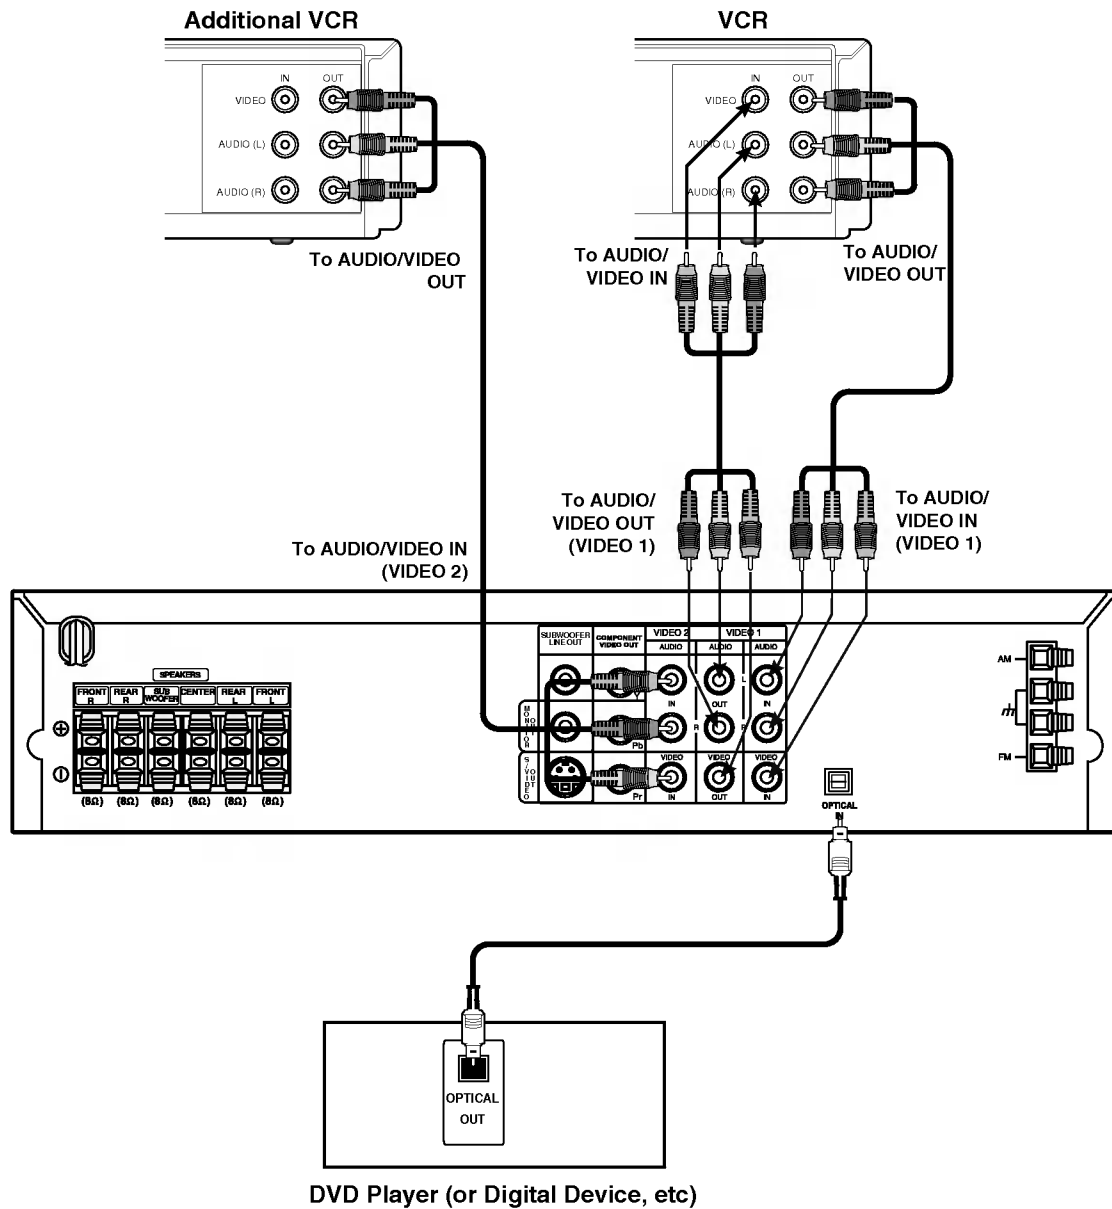 Additional VCR
VCR
IN
OUT
VIDEO
AUDIO (L)
AUDIO (R)
IN
OUT
VIDEO
AUDIO (L)
AUDIO (R)
To AUDIO/VIDEO
OUT
To AUDIO/
VIDEO IN
To AUDIO/
VIDEO OUT
To AUDIO/
VIDEO OUT
(VIDEO 1)
To AUDIO/
VIDEO IN
(VIDEO 1)
To AUDIO/VIDEO IN
(VIDEO 2)
SPEAKERS
FRONT
R
REAR
R
SUB
WOOFER
CENTER
REAR
L
FRONT
L
(8Ω) (8Ω) (8Ω) (8Ω) (8Ω) (8Ω)
SUBWOOFER
LINE OUT
COMPONENT
VIDEO OUT
VIDEO 2
VIDEO 1
AUDIO
AUDIO
AUDIO
L
IN
OUT
IN
Y
MONITOR
OUT
R
R
Pb
VIDEO
VIDEO
VIDEO
S/VIDEO
OUT
Pr
IN
OUT
IN
AM
FM
OPTICAL
IN
OPTICAL
OUT
DVD Player (or Digital Device, etc)